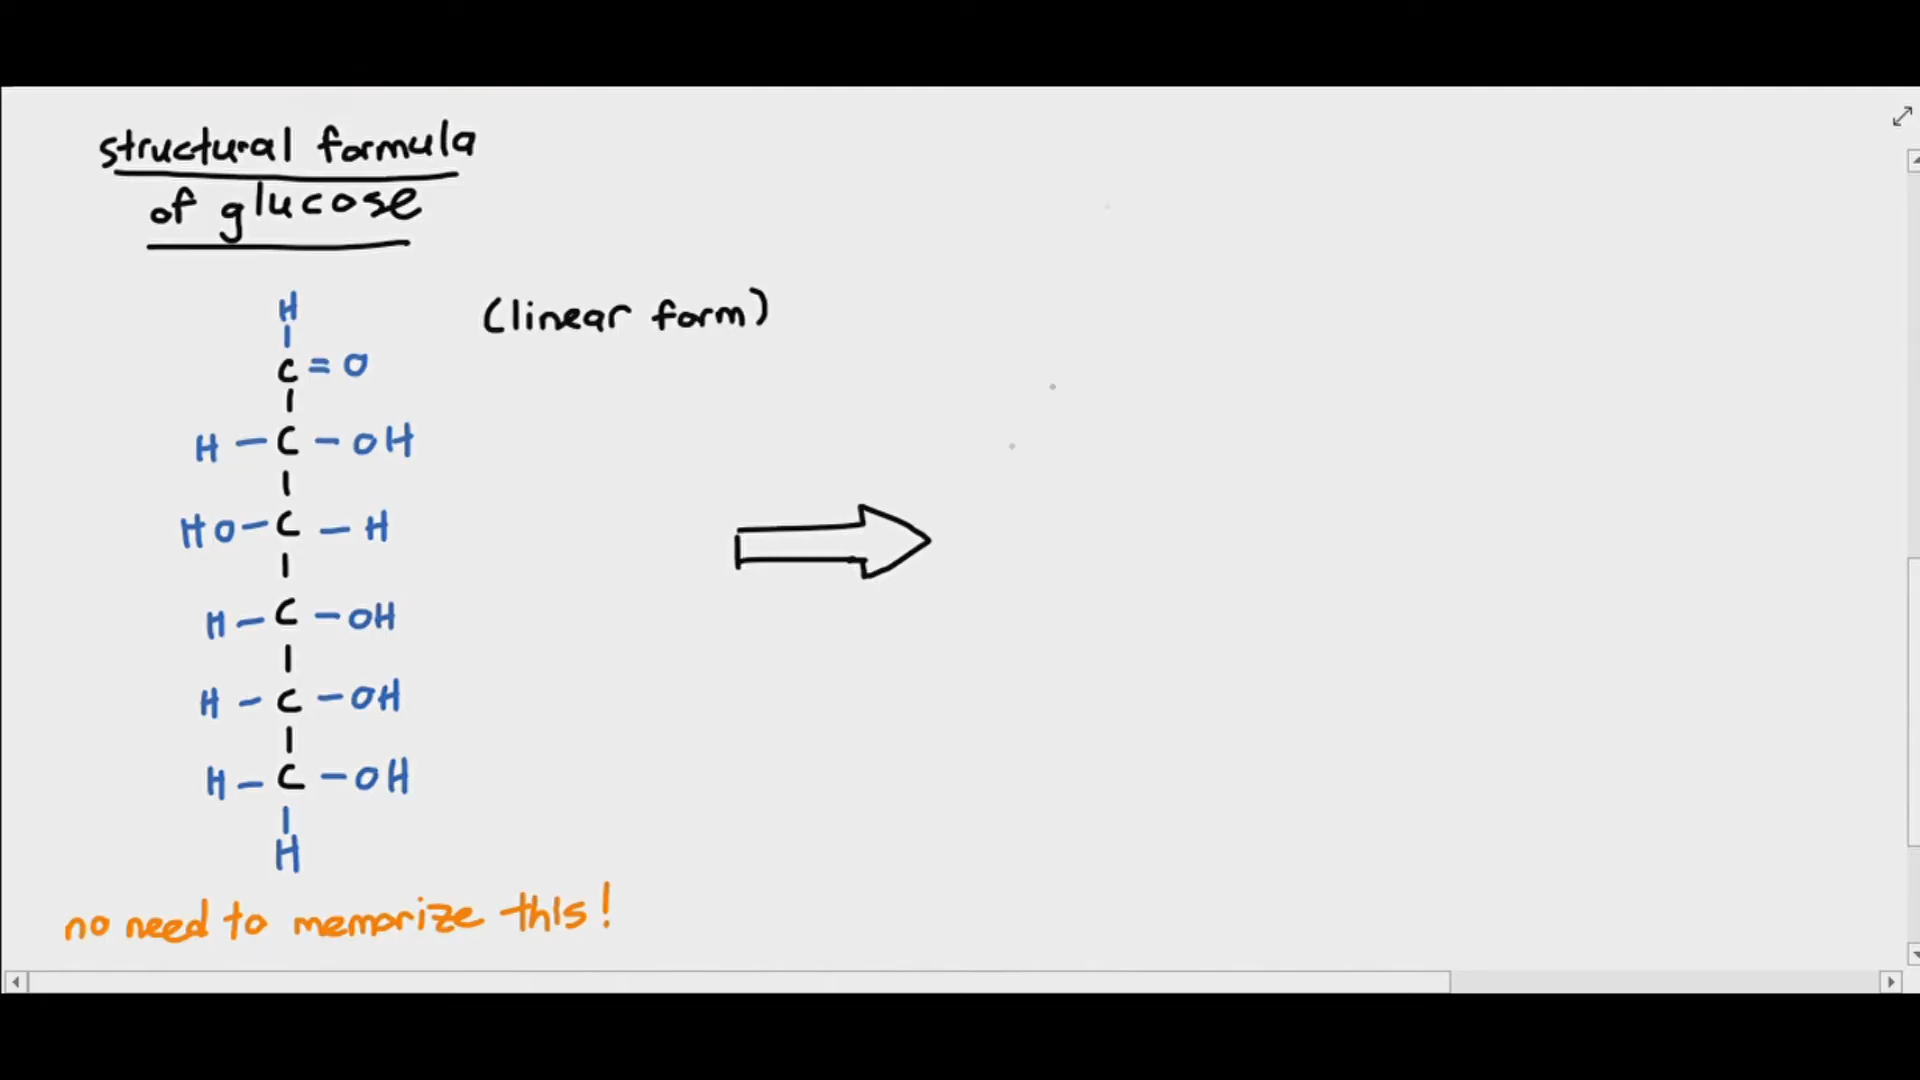 structural formula
of glucose
(linear form)
H
C = O
H - C - OH
HO - C - H
H - C - OH
H - C - OH
H - C - OH
H
no need to memorize this!